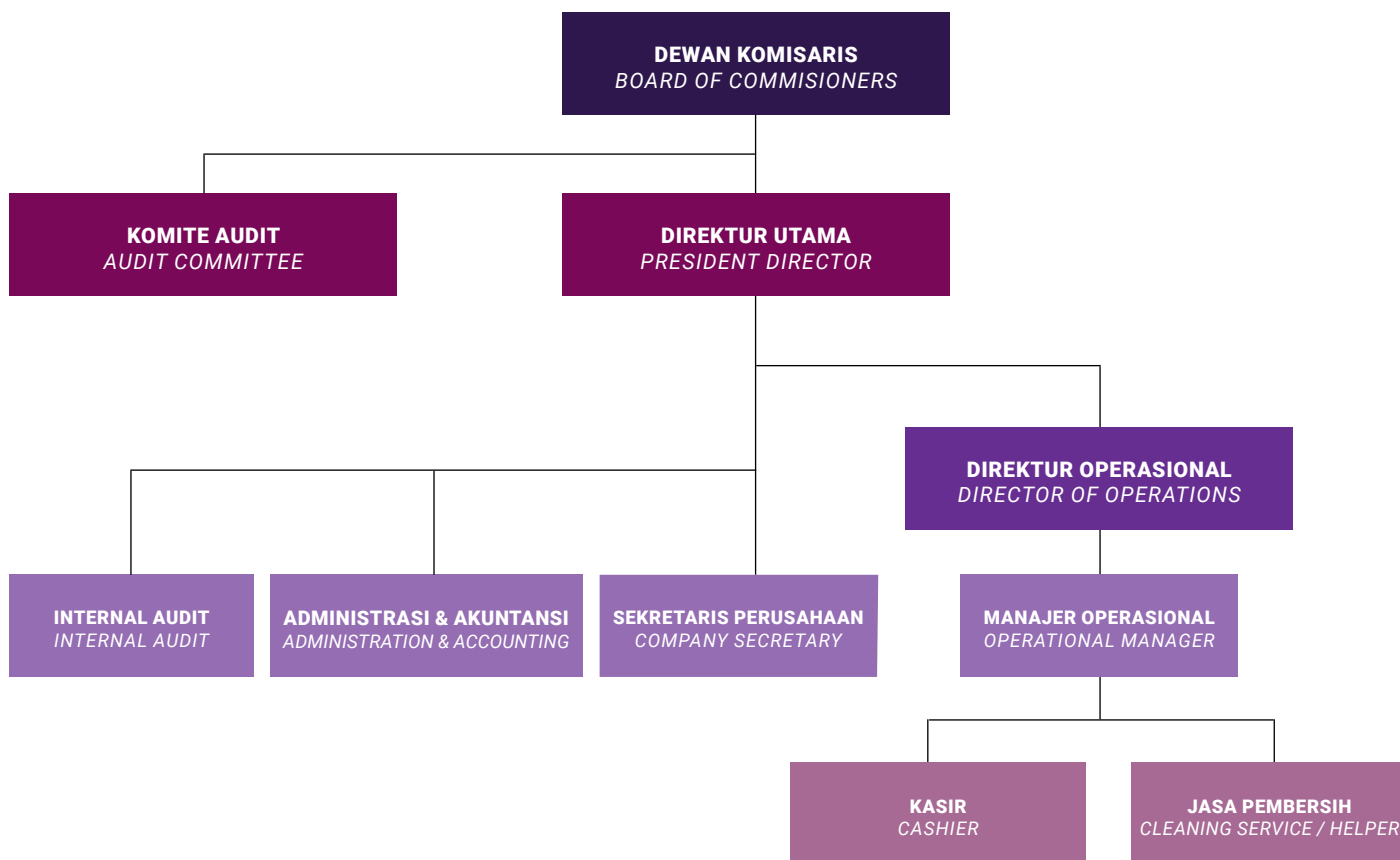 DEWAN KOMISARIS
BOARD OF COMMISIONERS
KOMITE AUDIT
AUDIT COMMITTEE
DIREKTUR UTAMA
PRESIDENT DIRECTOR
DIREKTUR OPERASIONAL
DIRECTOR OF OPERATIONS
INTERNAL AUDIT
INTERNAL AUDIT
ADMINISTRASI & AKUNTANSI
ADMINISTRATION & ACCOUNTING
SEKRETARIS PERUSAHAAN
COMPANY SECRETARY
MANAJER OPERASIONAL
OPERATIONAL MANAGER
KASIR
CASHIER
JASA PEMBERSIH
CLEANING SERVICE / HELPER